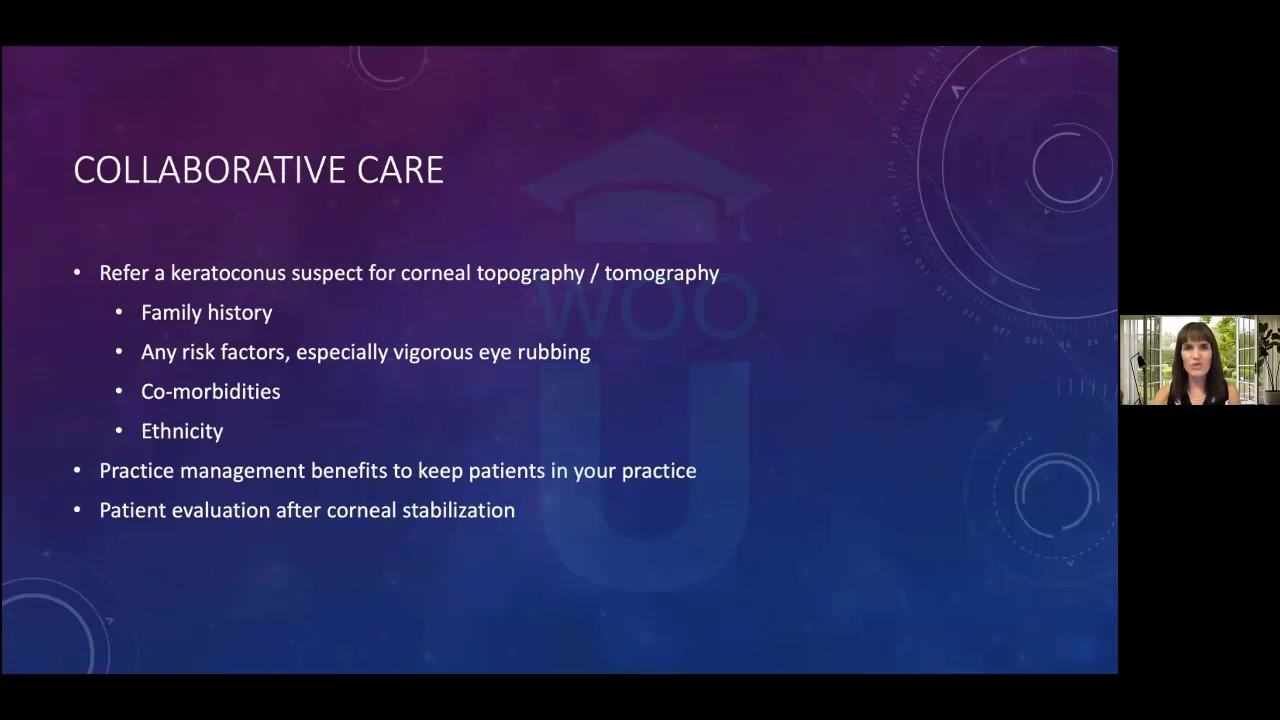 COLLABORATIVE CARE
• Refer a keratoconus suspect for corneal topography / tomography
• Family history
• Any risk factors, especially vigorous eye rubbing
• Co-morbidities
• Ethnicity
• Practice management benefits to keep patients in your practice
• Patient evaluation after corneal stabilization
WOO
U